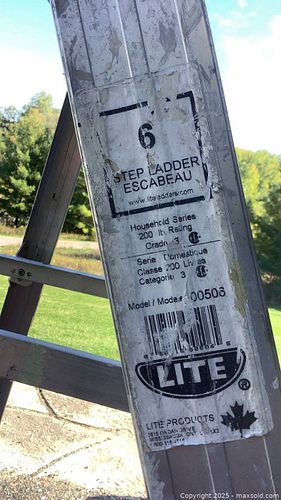 6
STEP LADDER
ESCABEAU
www.liteladders.com
Household Series
200 lb Rating
Grade 3
Serie Domestique
Classe 200 Livres
Categorie 3
Model / Modele 00506
LITE
®
LITE PRODUCTS
Copyright 2025 - maxsold.com